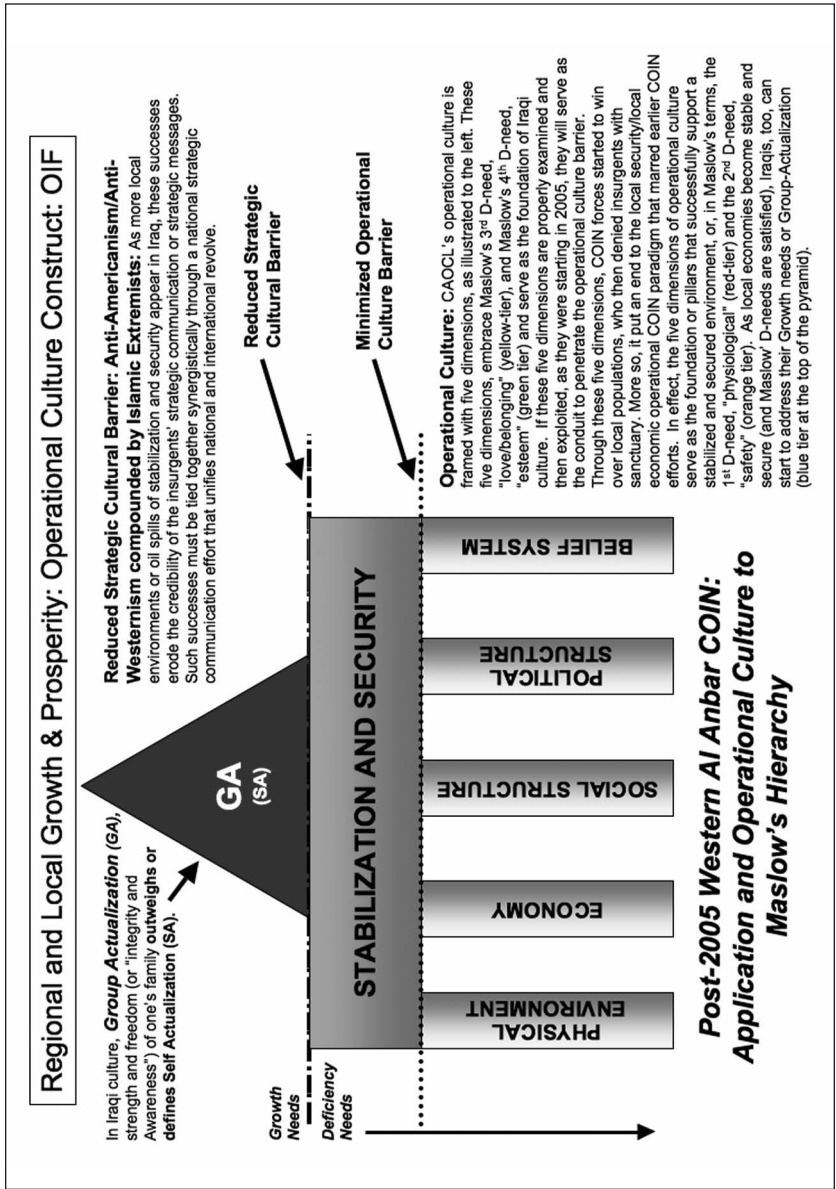 Regional and Local Growth & Prosperity: Operational Culture Construct: OIF
In Iraqi culture, Group Actualization (GA),
strength and freedom (or "integrity and
Awareness") of one's family outweighs or
defines Self Actualization (SA).
Reduced Strategic Cultural Barrier: Anti-Americanism/Anti-
Westernism compounded by Islamic Extremists: As more local
environments or oil spills of stabilization and security appear in Iraq, these successes
erode the credibility of the insurgents' strategic communication or strategic messages.
Such successes must be tied together synergistically through a national strategic
communication effort that unifies national and international revolve.
GA
(SA)
Growth
Needs
Deficiency
Needs
Reduced Strategic
Cultural Barrier
Minimized Operational
Culture Barrier
STABILIZATION AND SECURITY
PHYSICAL
ENVIRONMENT
ECONOMY
SOCIAL STRUCTURE
POLITICAL
STRUCTURE
BELIEF SYSTEM
Operational Culture: CAOCL's operational culture is
framed with five dimensions, as illustrated to the left. These
five dimensions, embrace Maslow's 3rd D-need,
"love/belonging" (yellow-tier), and Maslow's 4th D-need,
"esteem" (green tier) and serve as the foundation of Iraqi
culture. If these five dimensions are properly examined and
then exploited, as they were starting in 2005, they will serve as
the conduit to penetrate the operational culture barrier.
Through these five dimensions, COIN forces started to win
over local populations, who then denied insurgents with
sanctuary. More so, it put an end to the local security/local
economic operational COIN paradigm that marred earlier COIN
efforts. In effect, the five dimensions of operational culture
serve as the foundation or pillars that successfully support a
stabilized and secured environment, or, in Maslow's terms, the
1st D-need, "physiological" (red-tier) and the 2nd D-need,
"safety" (orange tier). As local economies become stable and
secure (and Maslow' D-needs are satisfied), Iraqis, too, can
start to address their Growth needs or Group-Actualization
(blue tier at the top of the pyramid).
Post-2005 Western Al Anbar COIN:
Application and Operational Culture to
Maslow's Hierarchy